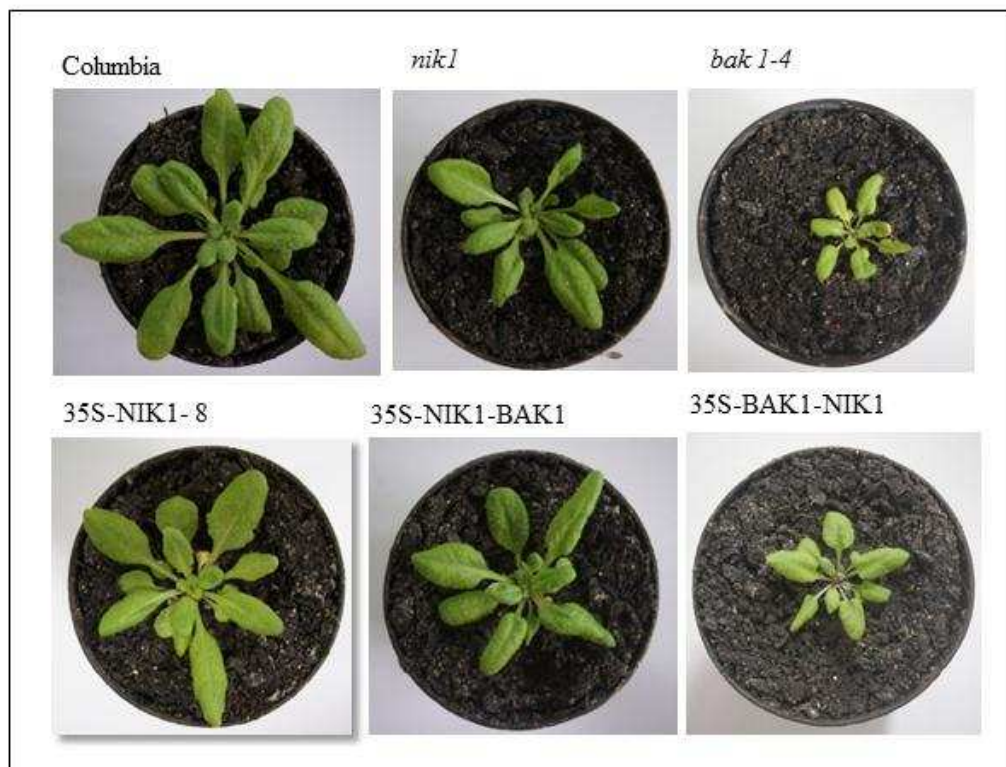 Columbia
nik1
bak 1-4
35S-NIK1- 8
35S-NIK1-BAK1
35S-BAK1-NIK1